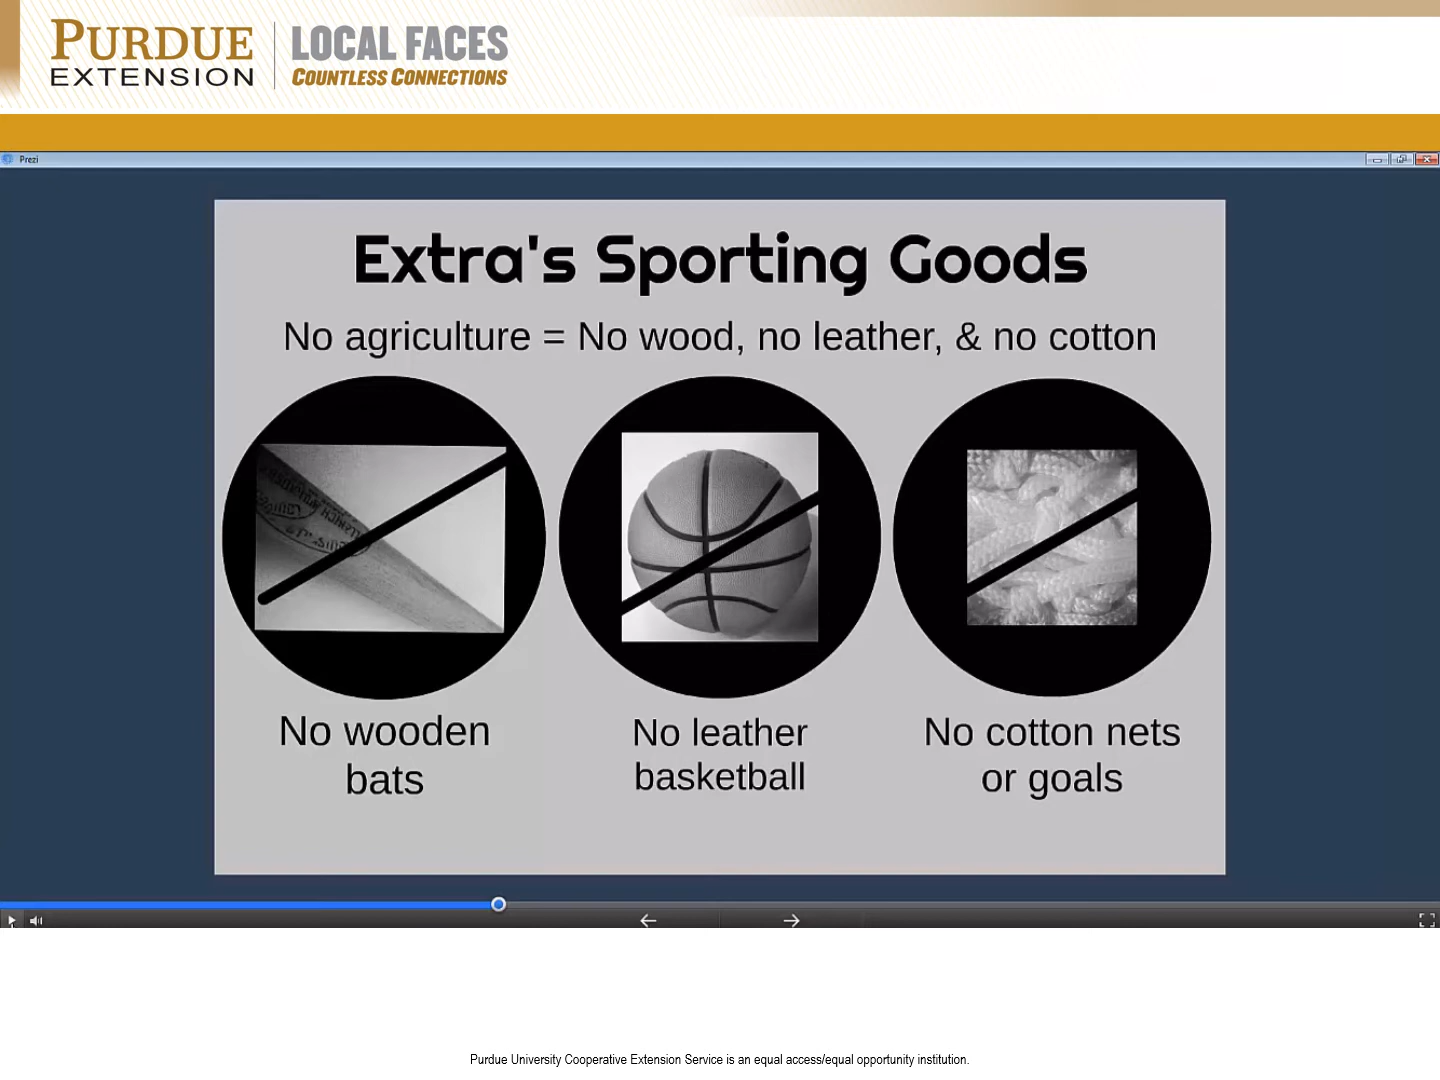 PURDUE
EXTENSION
LOCAL FACES
COUNTLESS CONNECTIONS
Prezi
Extra's Sporting Goods
No agriculture = No wood, no leather, & no cotton
No wooden
bats
No leather
basketball
No cotton nets
or goals
Purdue University Cooperative Extension Service is an equal access/equal opportunity institution.